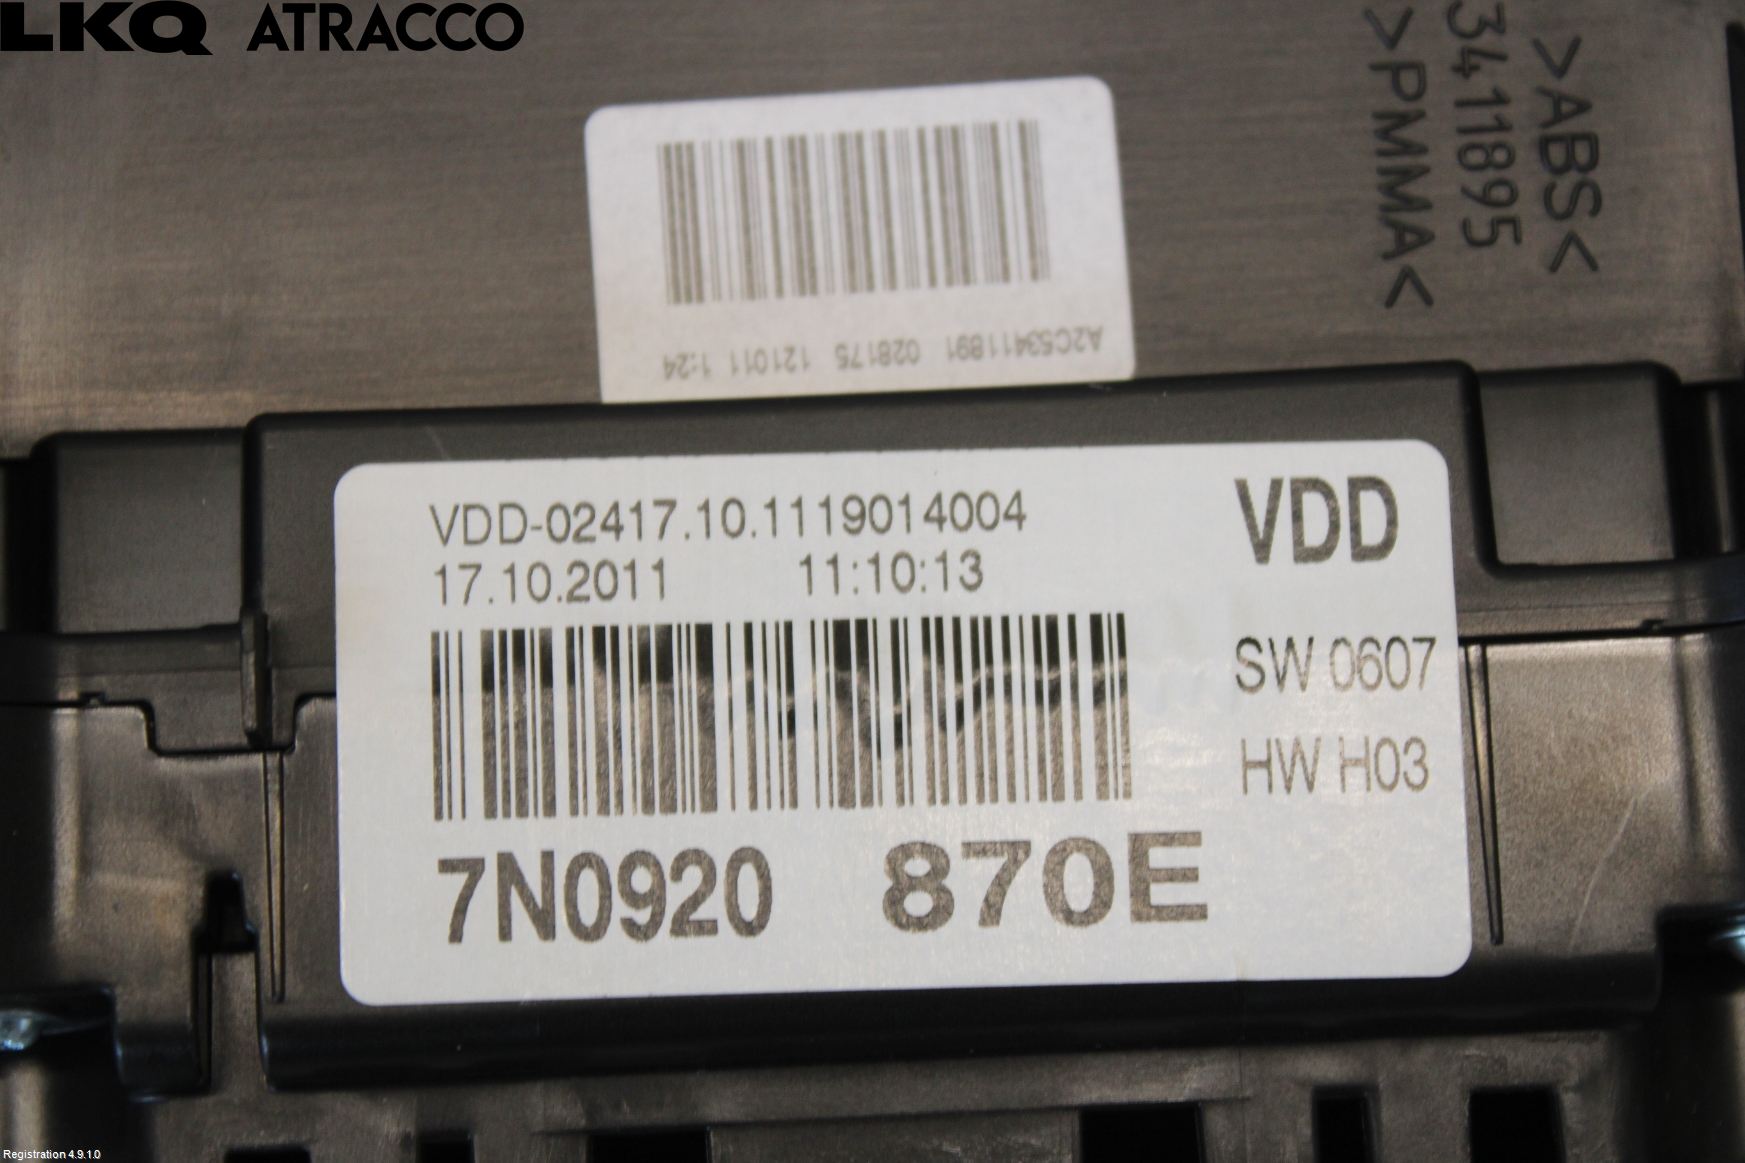 LKQ ATRACCO
>ABS<
3411895
>PMMA<
A2C53411891 028175 121011 1:24
VDD-02417.10.1119014004
17.10.2011 11:10:13
VDD
SW 0607
HW H03
7N0920 870E
Registration 4.9.1.0